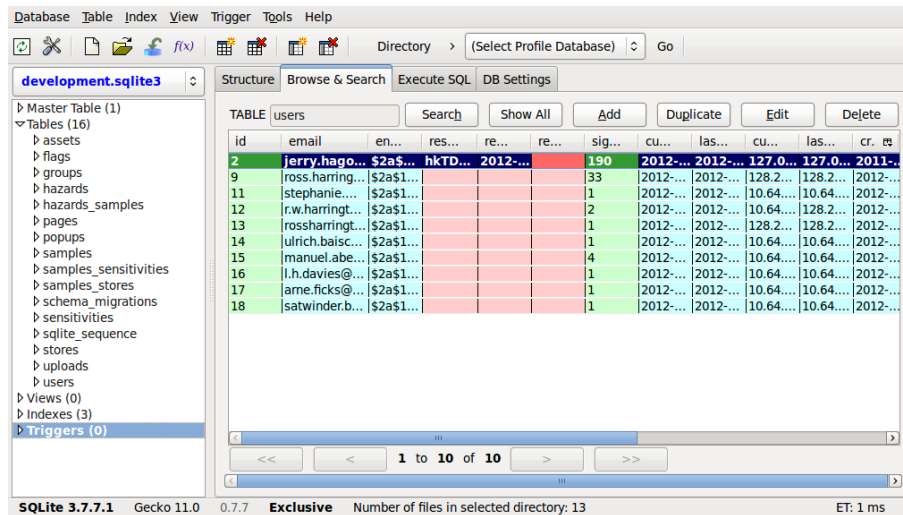 Database Table Index View Trigger Tools Help
f(x) Directory > (Select Profile Database) Go
development.sqlite3
Master Table (1)
Tables (16)
assets
flags
groups
hazards
hazards_samples
pages
popups
samples
samples_sensitivities
samples_stores
schema_migrations
sensitivities
sqlite_sequence
stores
uploads
users
Views (0)
Indexes (3)
Triggers (0)
Structure Browse & Search Execute SQL DB Settings
TABLE users Search Show All Add Duplicate Edit Delete
id email en... res... re... re... sig... cu... las... cu... las... cr.
2 jerry.hago... $2a$... hkTD... 2012-... 190 2012-... 2012-... 127.0... 127.0... 2011-...
9 ross.harring... $2a$1... 33 2012-... 2012-... 128.2... 128.2... 2012-...
11 stephanie.... $2a$1... 1 2012-... 2012-... 10.64.... 10.64.... 2012-...
12 r.w.harringt... $2a$1... 2 2012-... 2012-... 10.64.... 128.2... 2012-...
13 rossharringt... $2a$1... 1 2012-... 2012-... 128.2... 128.2... 2012-...
14 ulrich.baisc... $2a$1... 1 2012-... 2012-... 10.64.... 10.64.... 2012-...
15 manuel.abe... $2a$1... 4 2012-... 2012-... 10.64.... 10.64.... 2012-...
16 l.h.davies@... $2a$1... 1 2012-... 2012-... 10.64.... 10.64.... 2012-...
17 arne.ficks@... $2a$1... 1 2012-... 2012-... 10.64.... 10.64.... 2012-...
18 satwinder.b... $2a$1... 1 2012-... 2012-... 10.64.... 10.64.... 2012-...
<< < 1 to 10 of 10 > >>
SQLite 3.7.7.1 Gecko 11.0 0.7.7 Exclusive Number of files in selected directory: 13 ET: 1 ms